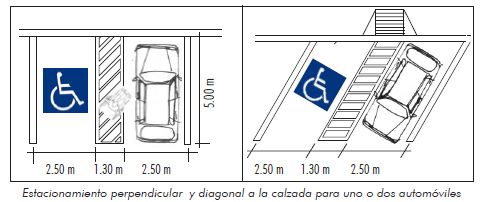 5.00 m
2.50 m 1.30 m 2.50 m
2.50 m 1.30 m 2.50 m
Estacionamiento perpendicular y diagonal a la calzada para uno o dos automóviles